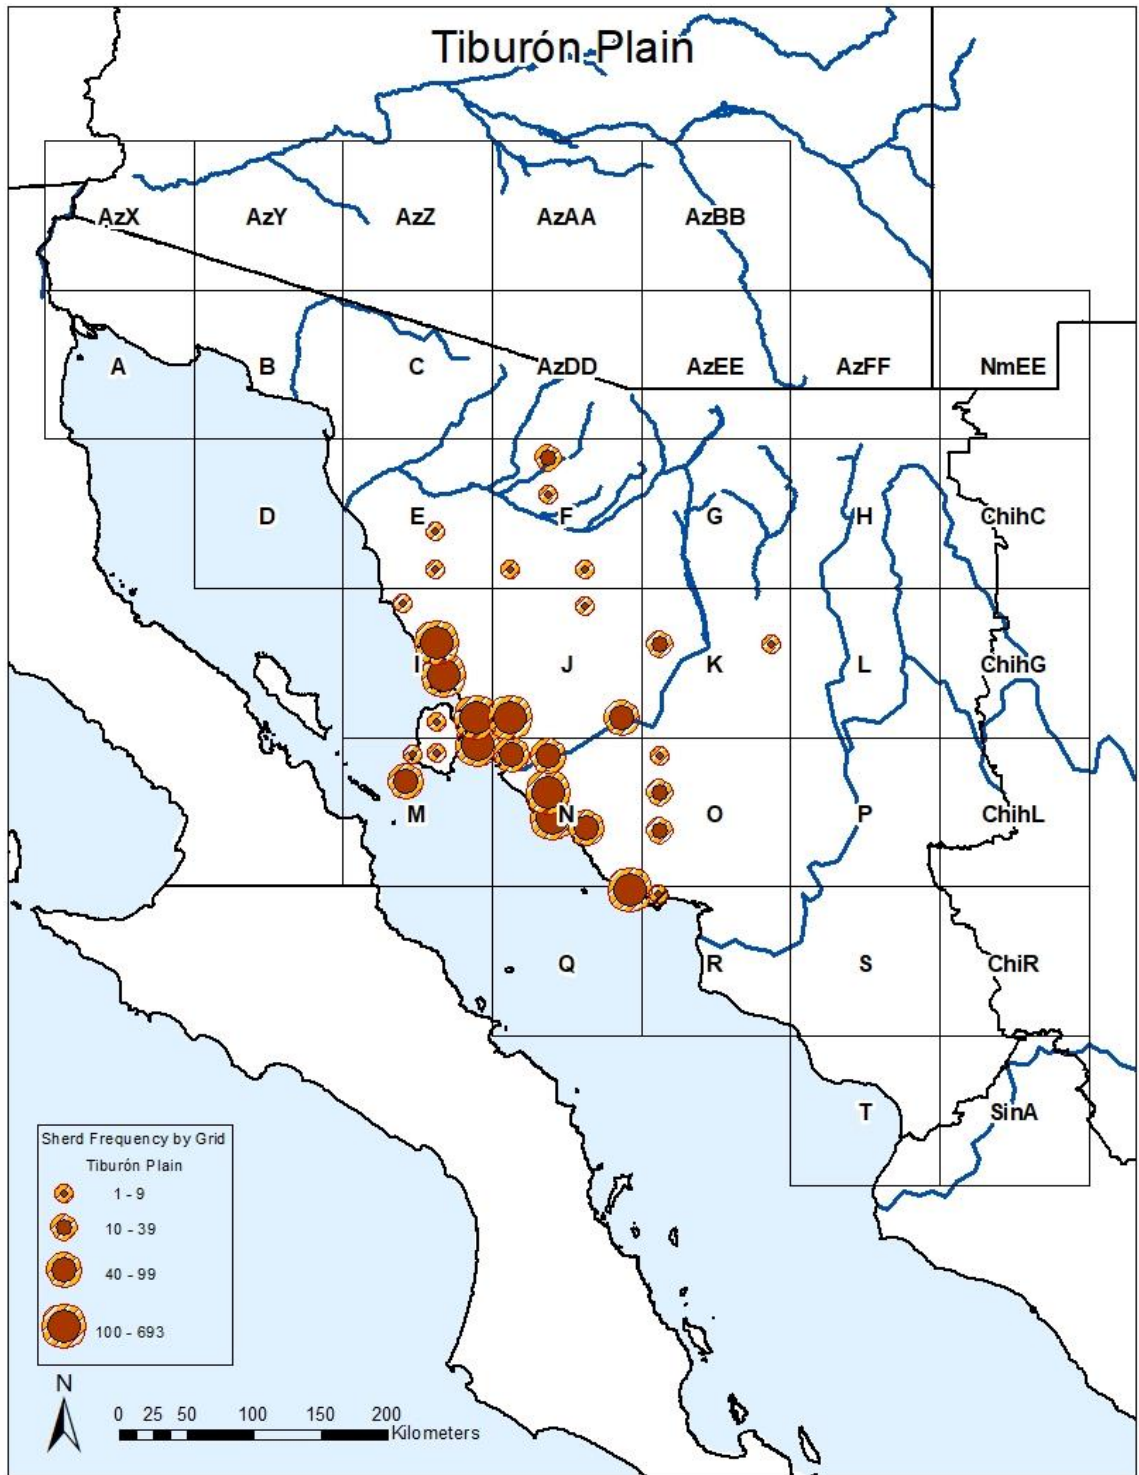 Tiburón Plain
AzX AzY AzZ AzAA AzBB
A B C AzDD AzEE AzFF NmEE
D E F G H ChihC
I J K L ChihG
M N O P ChihL
Q R S ChiR
T SinA
Sherd Frequency by Grid
Tiburón Plain
1 - 9
10 - 39
40 - 99
100 - 693
N
0 25 50 100 150 200
Kilometers